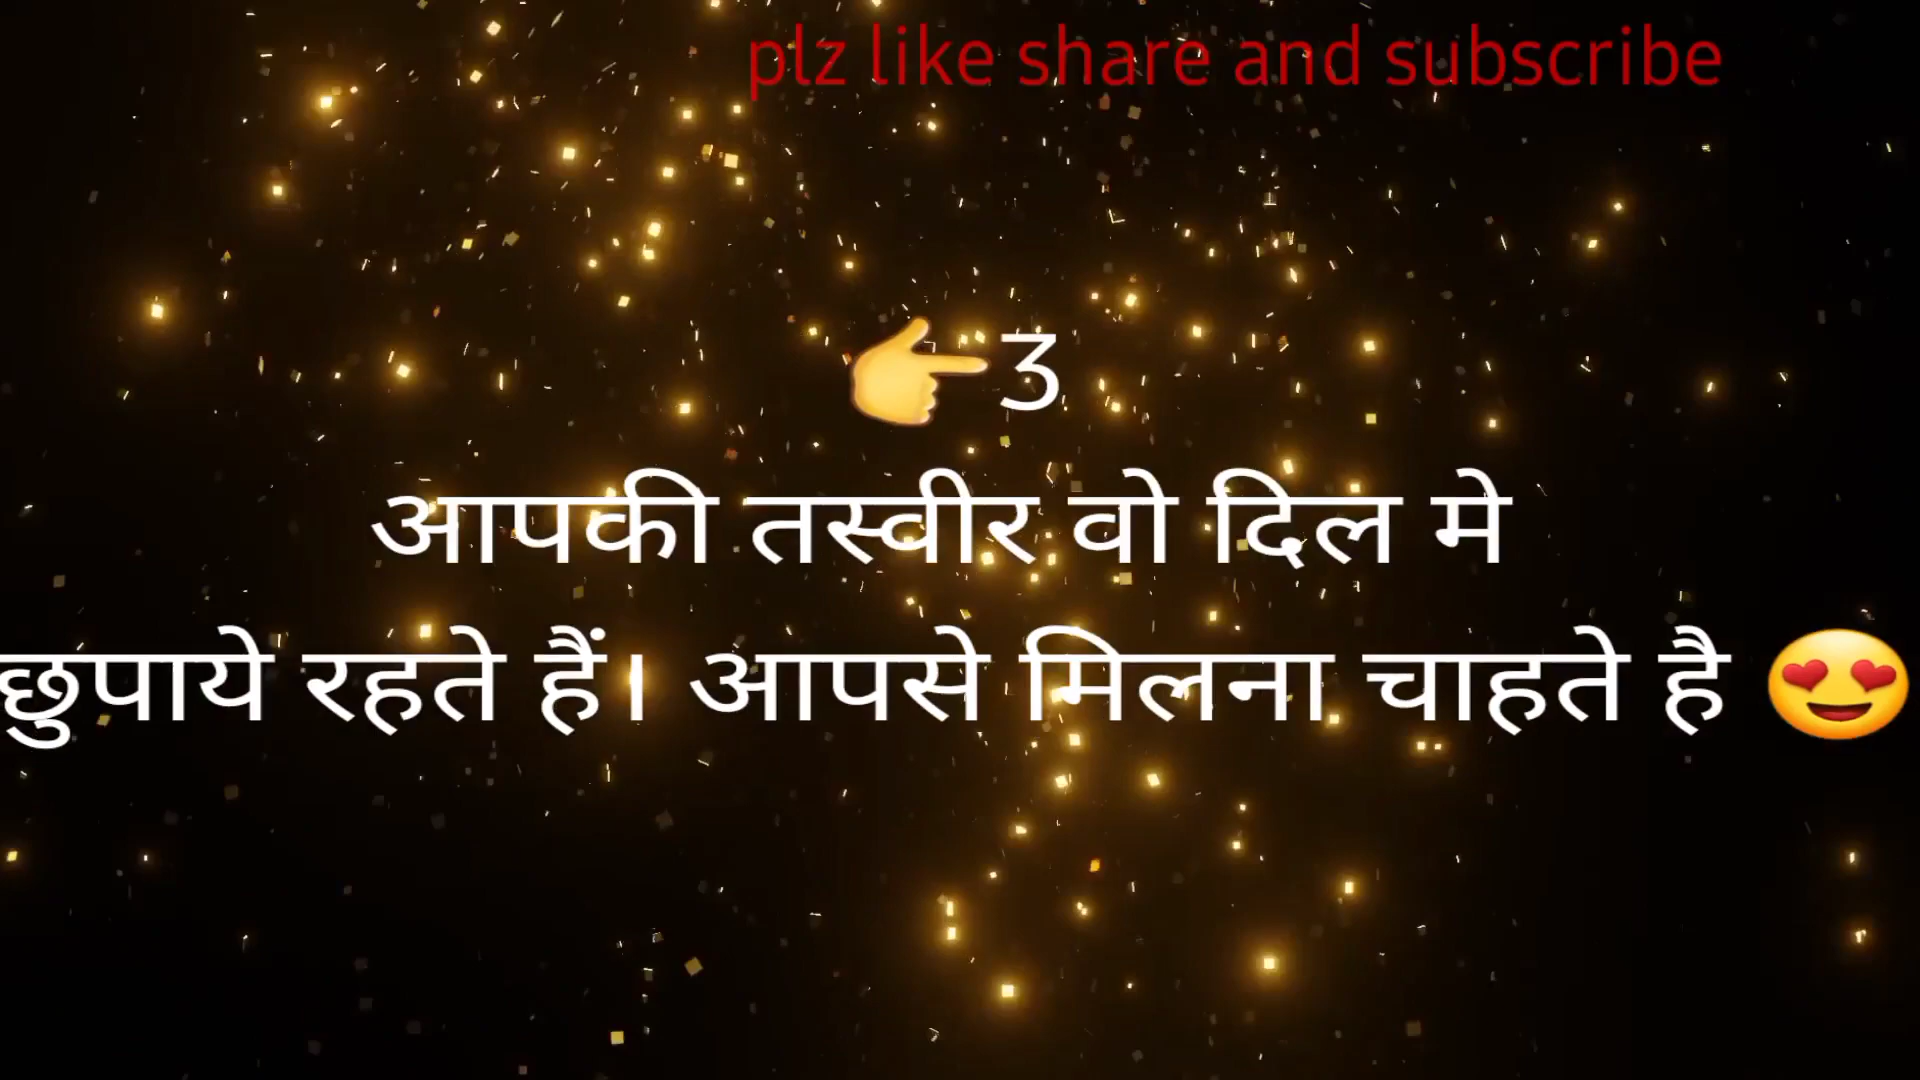 plz like share and subscribe
👉3
आपकी तस्वीर वो दिल मे
छुपाये रहते हैं। आपसे मिलना चाहते है 😍